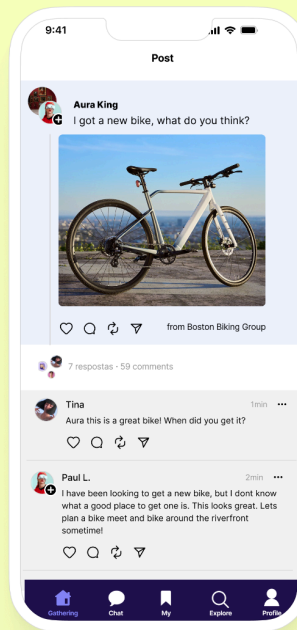 9:41
Post
Aura King
I got a new bike, what do you think?
from Boston Biking Group
7 respostas · 59 comments
Tina
1min
Aura this is a great bike! When did you get it?
Paul L.
2min
I have been looking to get a new bike, but I dont know
what a good place to get one is. This looks great. Lets
plan a bike meet and bike around the riverfront
sometime!
Gathering
Chat
My
Explore
Profile